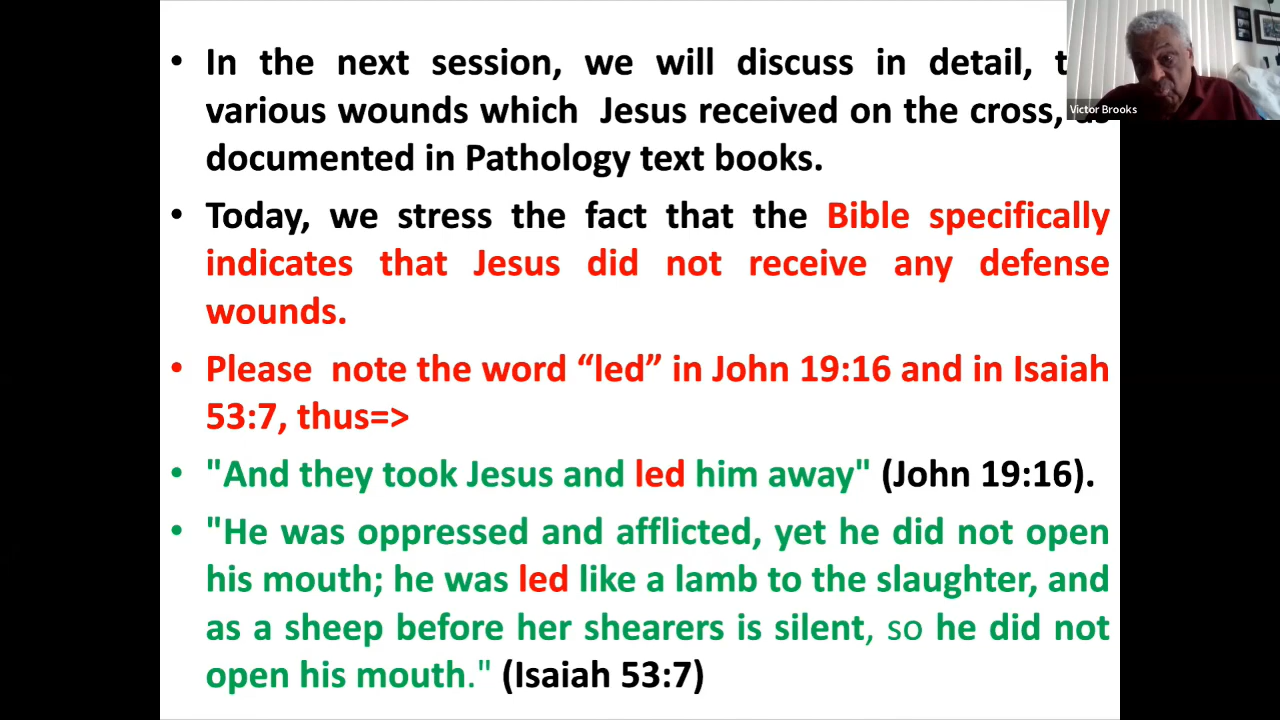 • In the next session, we will discuss in detail,
various wounds which Jesus received on the cross,
documented in Pathology text books.
• Today, we stress the fact that the Bible specifically
indicates that Jesus did not receive any defense
wounds.
• Please note the word “led” in John 19:16 and in Isaiah
53:7, thus=>
• "And they took Jesus and led him away" (John 19:16).
• "He was oppressed and afflicted, yet he did not open
his mouth; he was led like a lamb to the slaughter, and
as a sheep before her shearers is silent, so he did not
open his mouth." (Isaiah 53:7)
Victor Brooks